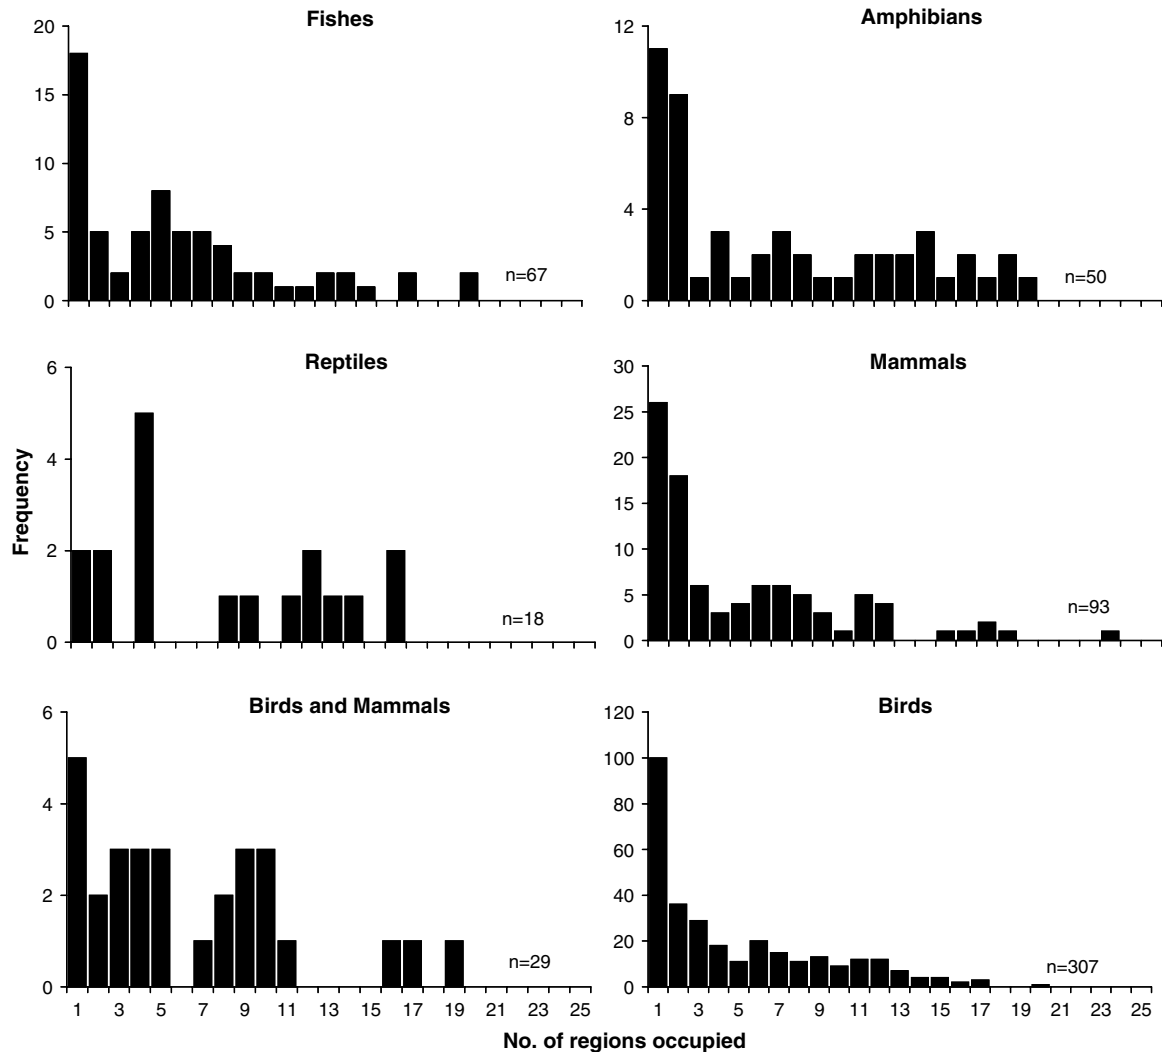 Fishes
20
15
10
5
0
n=67
Amphibians
12
8
4
0
n=50
Reptiles
6
4
2
0
n=18
Mammals
30
25
20
15
10
5
0
n=93
Frequency
Birds and Mammals
6
4
2
0
n=29
1 3 5 7 9 11 13 15 17 19 21 23 25
Birds
120
100
80
60
40
20
0
n=307
1 3 5 7 9 11 13 15 17 19 21 23 25
No. of regions occupied